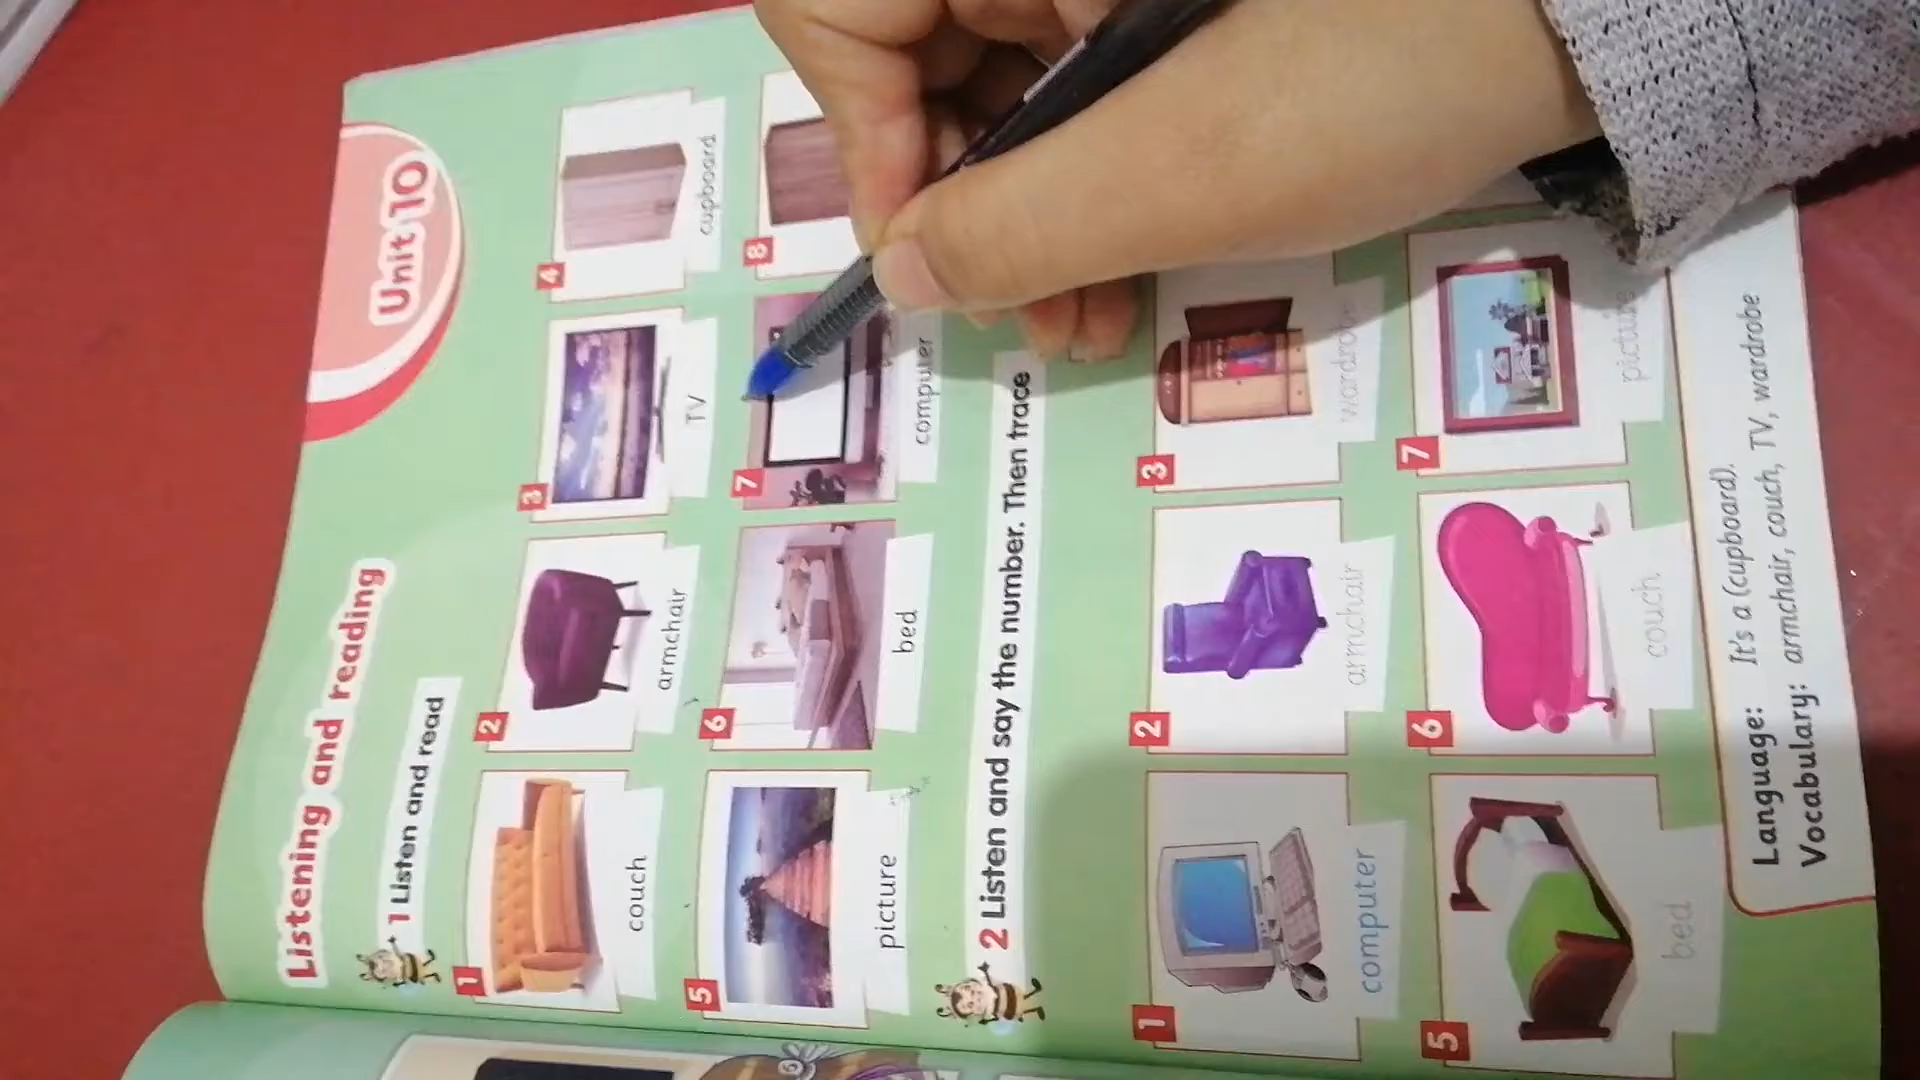 Unit 10
Listening and reading
1 Listen and read
1
couch
2
armchair
3
TV
4
cupboard
5
picture
6
bed
7
computer
8
2 Listen and say the number. Then trace
1
computer
2
armchair
3
wardrobe
5
bed
6
couch
7
picture
Language: It's a (cupboard).
Vocabulary: armchair, couch, TV, wardrobe